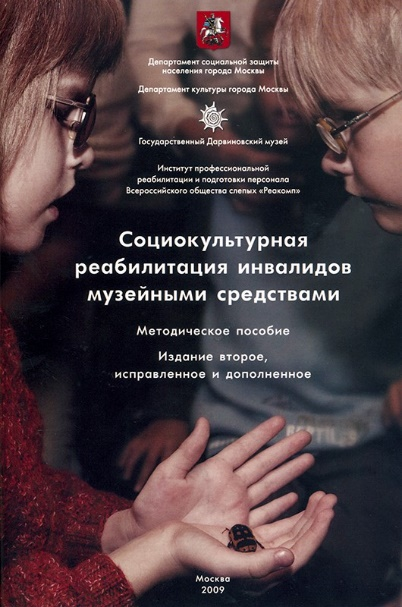 Департамент социальной защиты
населения города Москвы
Департамент культуры города Москвы
Государственный Дарвиновский музей
Институт профессиональной
реабилитации и подготовки персонала
Всероссийского общества слепых «Реакомп»
Социокультурная
реабилитация инвалидов
музейными средствами
Методическое пособие
Издание второе,
исправленное и дополненное
Москва
2009